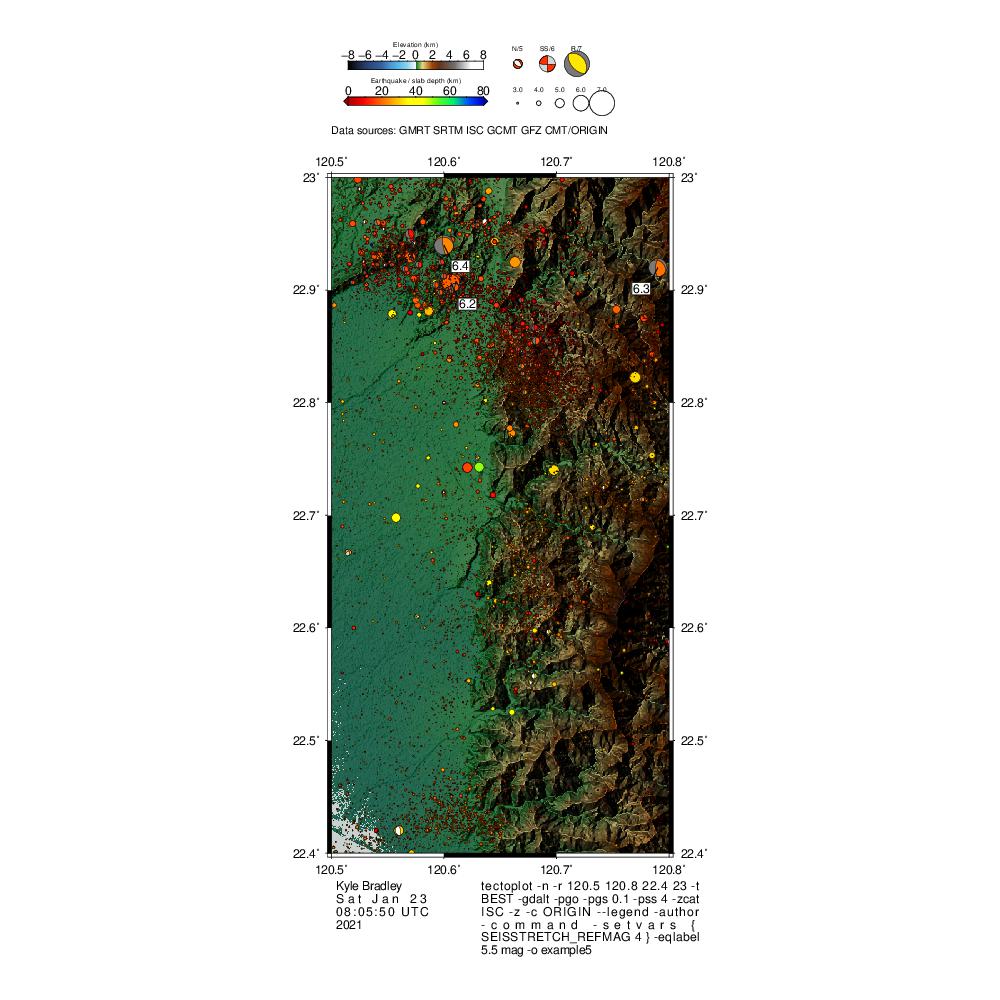 Elevation (km)
−8 −6 −4 −2 0 2 4 6 8
Earthquake / slab depth (km)
0 20 40 60 80
N/5 SS/6 R/7
3.0 4.0 5.0 6.0 7.0
Data sources: GMRT SRTM ISC GCMT GFZ CMT/ORIGIN
120.5˚ 120.6˚ 120.7˚ 120.8˚
23˚ 23˚
6.4
6.3
22.9˚ 22.9˚
6.2
22.8˚ 22.8˚
22.7˚ 22.7˚
22.6˚ 22.6˚
22.5˚ 22.5˚
22.4˚ 22.4˚
120.5˚ 120.6˚ 120.7˚ 120.8˚
Kyle Bradley
Sat Jan 23
08:05:50 UTC
2021
tectoplot -n -r 120.5 120.8 22.4 23 -t
BEST -gdalt -pgo -pgs 0.1 -pss 4 -zcat
ISC -z -c ORIGIN --legend -author
-command -setvars {
SEISSTRETCH_REFMAG 4 } -eqlabel
5.5 mag -o example5